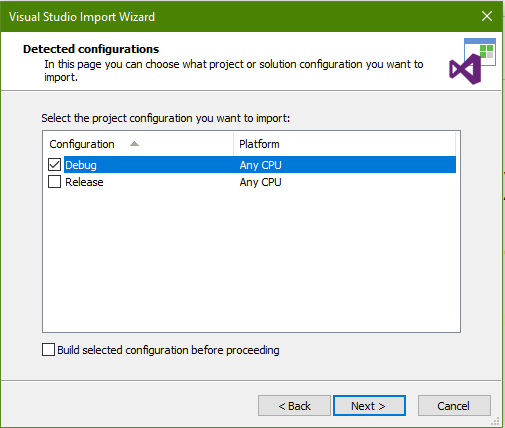 Visual Studio Import Wizard
Detected configurations
In this page you can choose what project or solution configuration you want to
import.
Select the project configuration you want to import:
Configuration Platform
Debug Any CPU
Release Any CPU
Build selected configuration before proceeding
< Back Next > Cancel